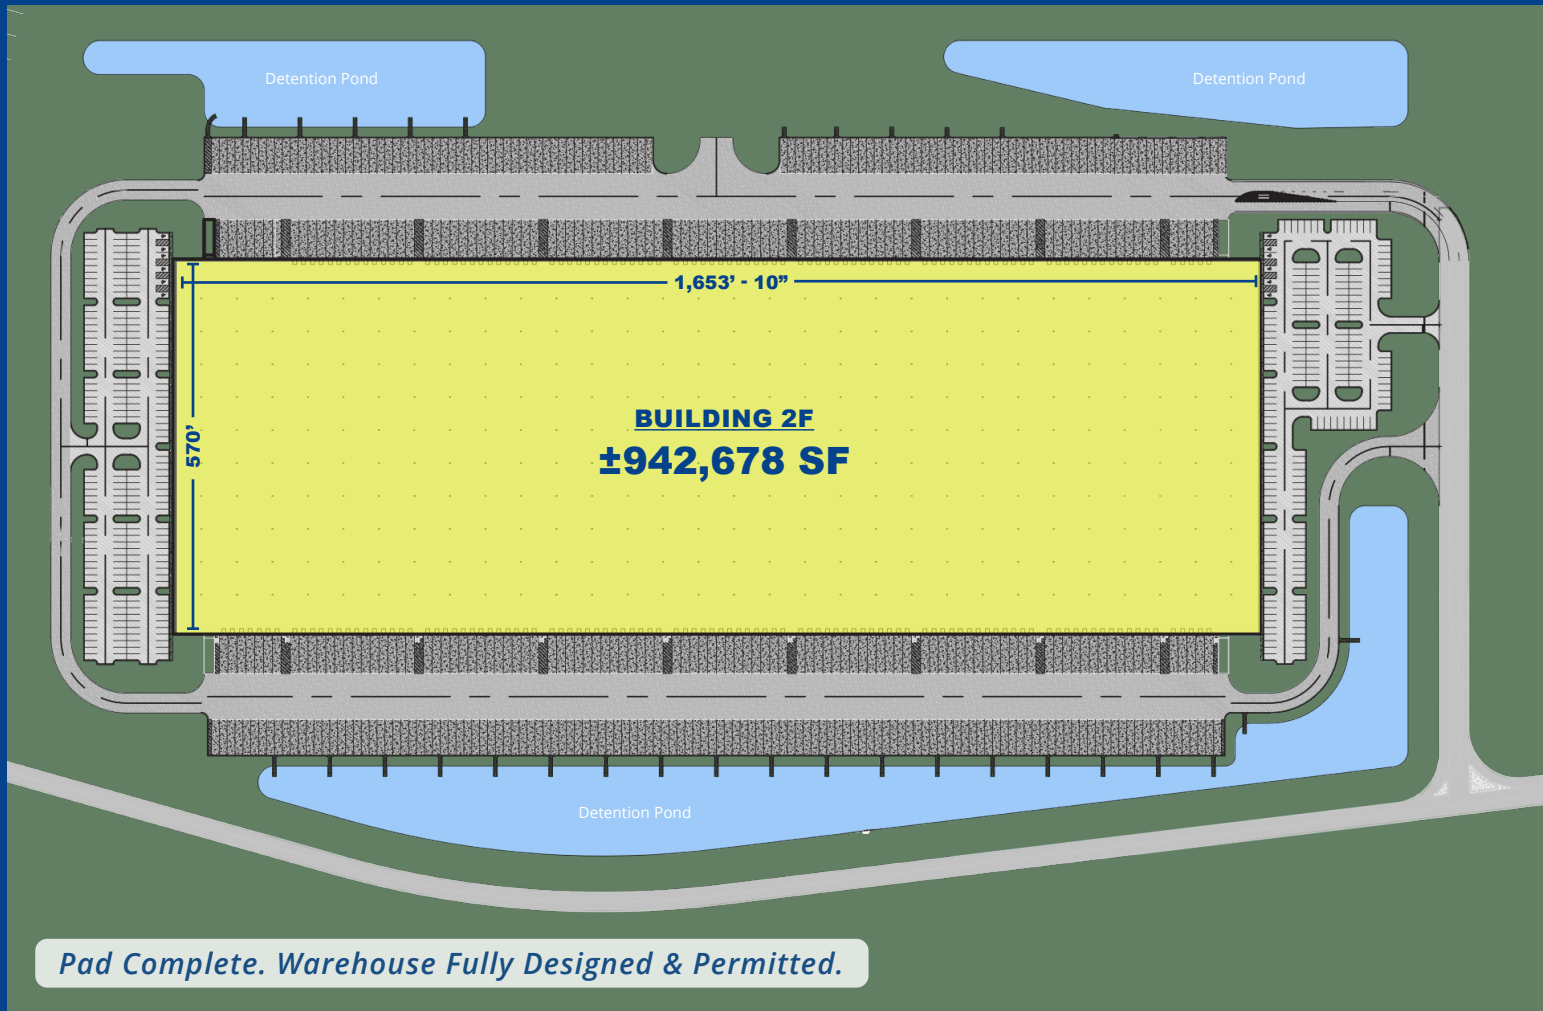 Detention Pond
Detention Pond
1,653’ - 10”
570’
BUILDING 2F
±942,678 SF
Detention Pond
Pad Complete. Warehouse Fully Designed & Permitted.